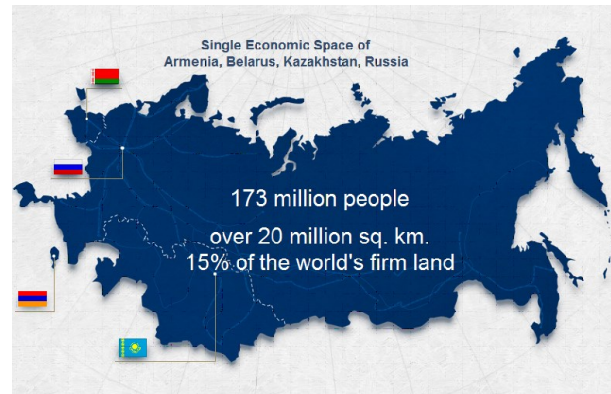 Single Economic Space of
Armenia, Belarus, Kazakhstan, Russia
173 million people
over 20 million sq. km.
15% of the world's firm land